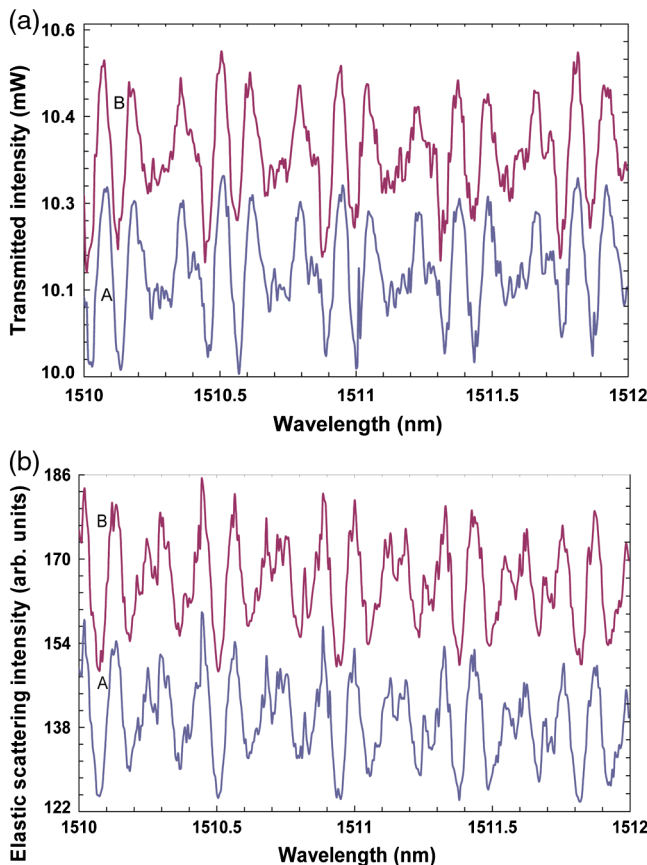 (a)
Transmitted intensity (mW)
10.6
10.4
10.3
10.1
10.0
B
A
1510
1510.5
1511
1511.5
1512
Wavelength (nm)
(b)
Elastic scattering intensity (arb. units)
186
170
154
138
122
B
A
1510
1510.5
1511
1511.5
1512
Wavelength (nm)